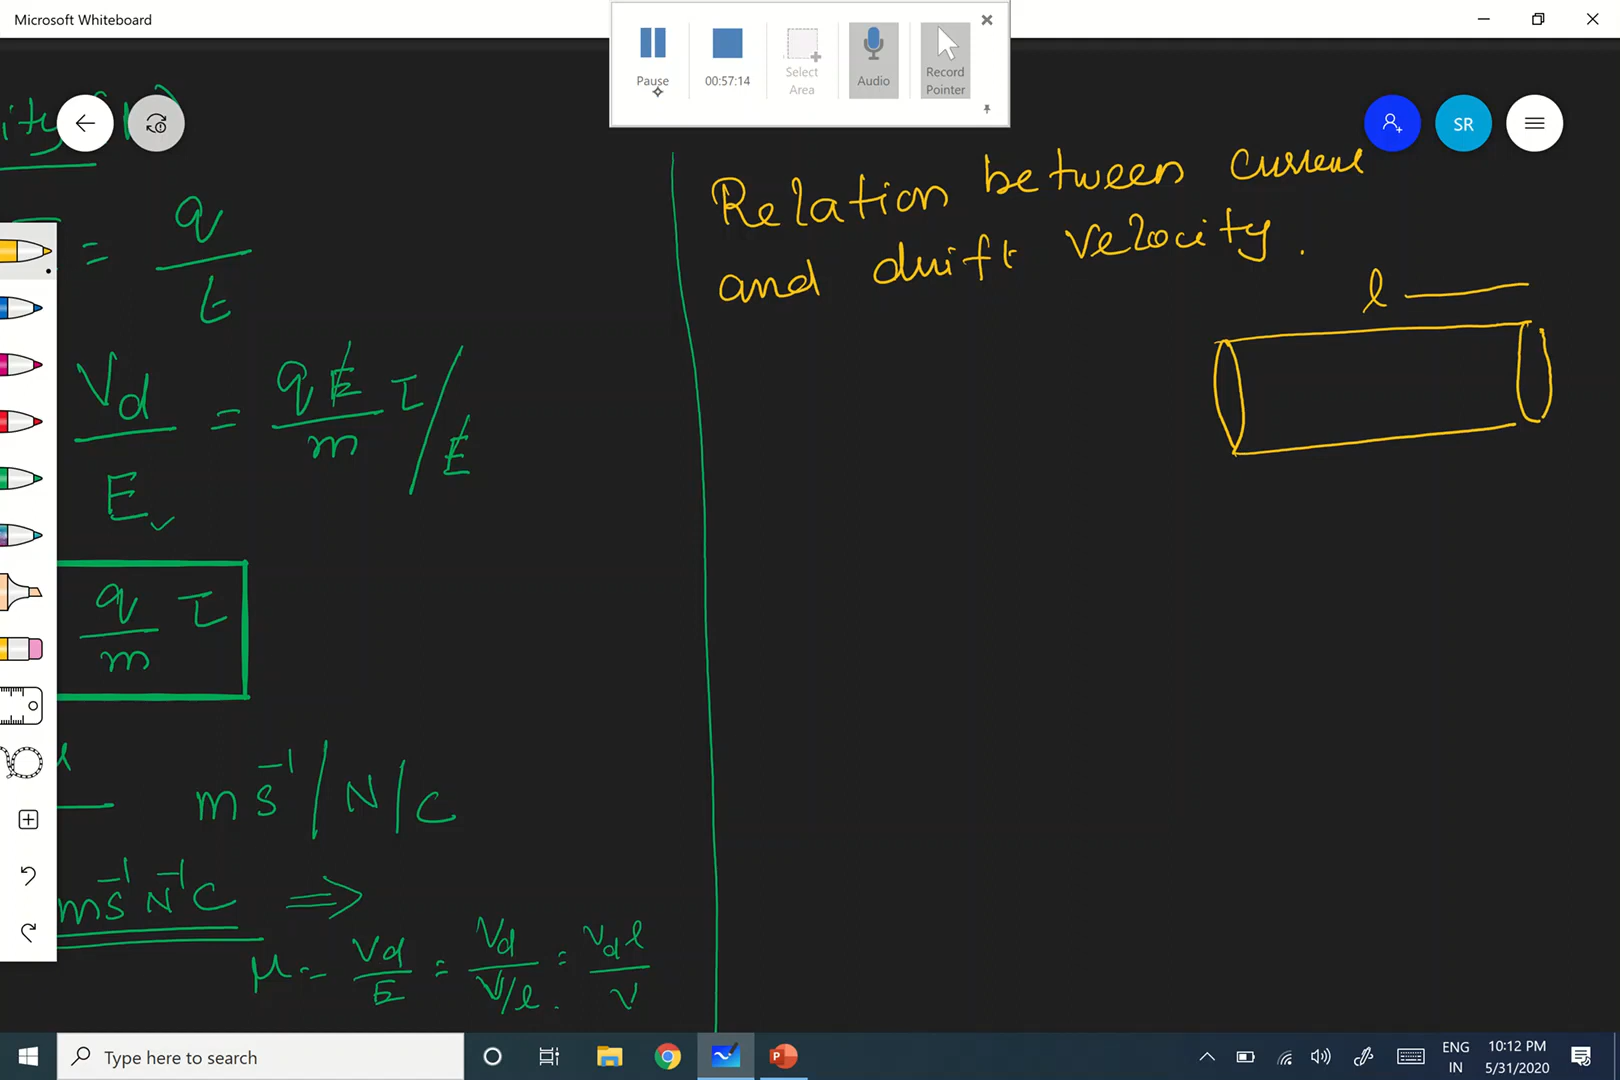 Microsoft Whiteboard
Pause
00:57:14
Select
Area
Audio
Record
Pointer
SR
ity
= q / t
Vd / E = qE / m τ / E
q / m τ
m s⁻¹ / N / C
ms⁻¹ N⁻¹ C ⇒
μ = Vd / E = Vd / V/l = Vd l / V
Relation between current
and drift velocity.
l
Type here to search
ENG
IN
10:12 PM
5/31/2020